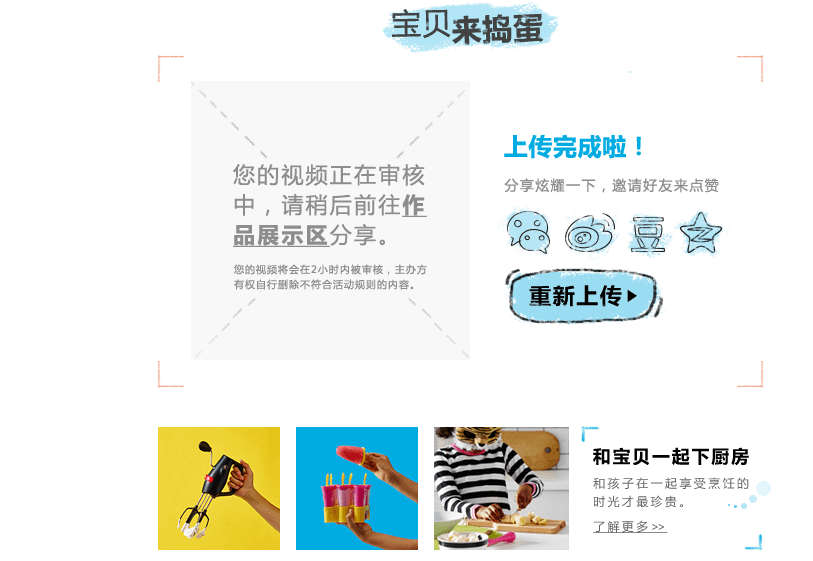 宝贝来捣蛋
您的视频正在审核
中，请稍后前往作
品展示区分享。
您的视频将会在2小时内被审核，主办方
有权自行删除不符合活动规则的内容。
上传完成啦！
分享炫耀一下，邀请好友来点赞
豆
重新上传
和宝贝一起下厨房
和孩子在一起享受烹饪的
时光才最珍贵。
了解更多>>